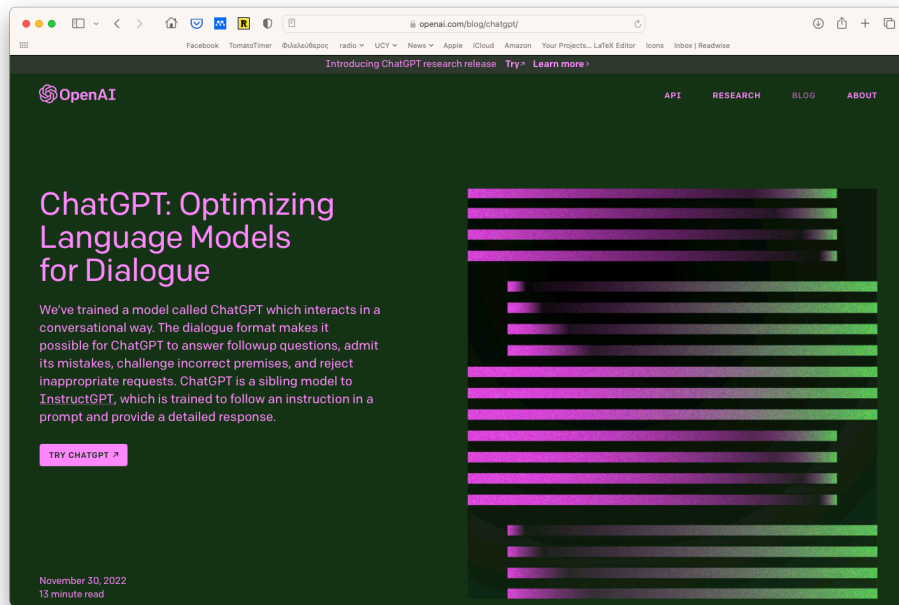 openai.com/blog/chatgpt/
Facebook TomatoTimer Φιλελεύθερος radio UCY News Apple iCloud Amazon Your Projects... LaTeX Editor Icons Inbox | Readwise
Introducing ChatGPT research release Try↗ Learn more›
OpenAI
API RESEARCH BLOG ABOUT
ChatGPT: Optimizing
Language Models
for Dialogue
We've trained a model called ChatGPT which interacts in a
conversational way. The dialogue format makes it
possible for ChatGPT to answer followup questions, admit
its mistakes, challenge incorrect premises, and reject
inappropriate requests. ChatGPT is a sibling model to
InstructGPT, which is trained to follow an instruction in a
prompt and provide a detailed response.
TRY CHATGPT ↗
November 30, 2022
13 minute read